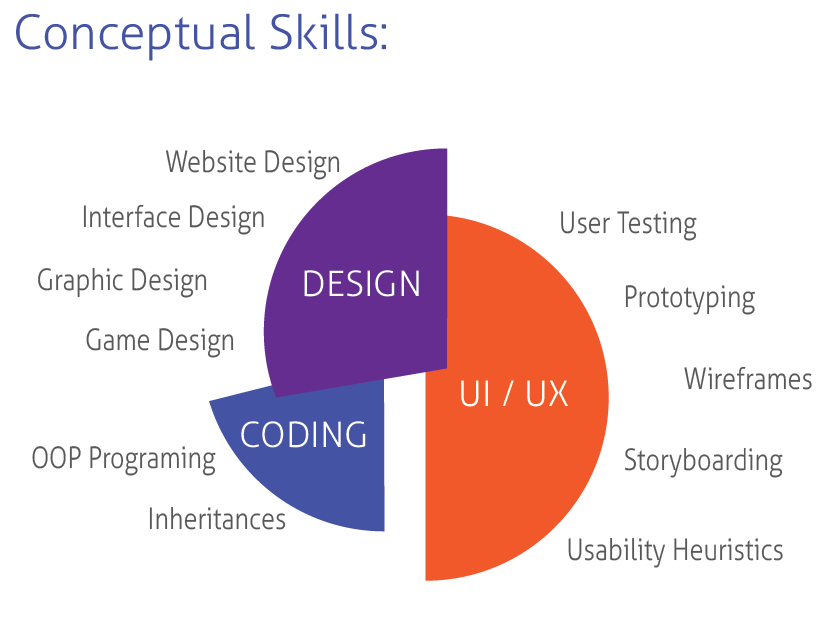 Conceptual Skills:
Website Design
Interface Design
Graphic Design
Game Design
DESIGN
CODING
OOP Programing
Inheritances
UI / UX
User Testing
Prototyping
Wireframes
Storyboarding
Usability Heuristics